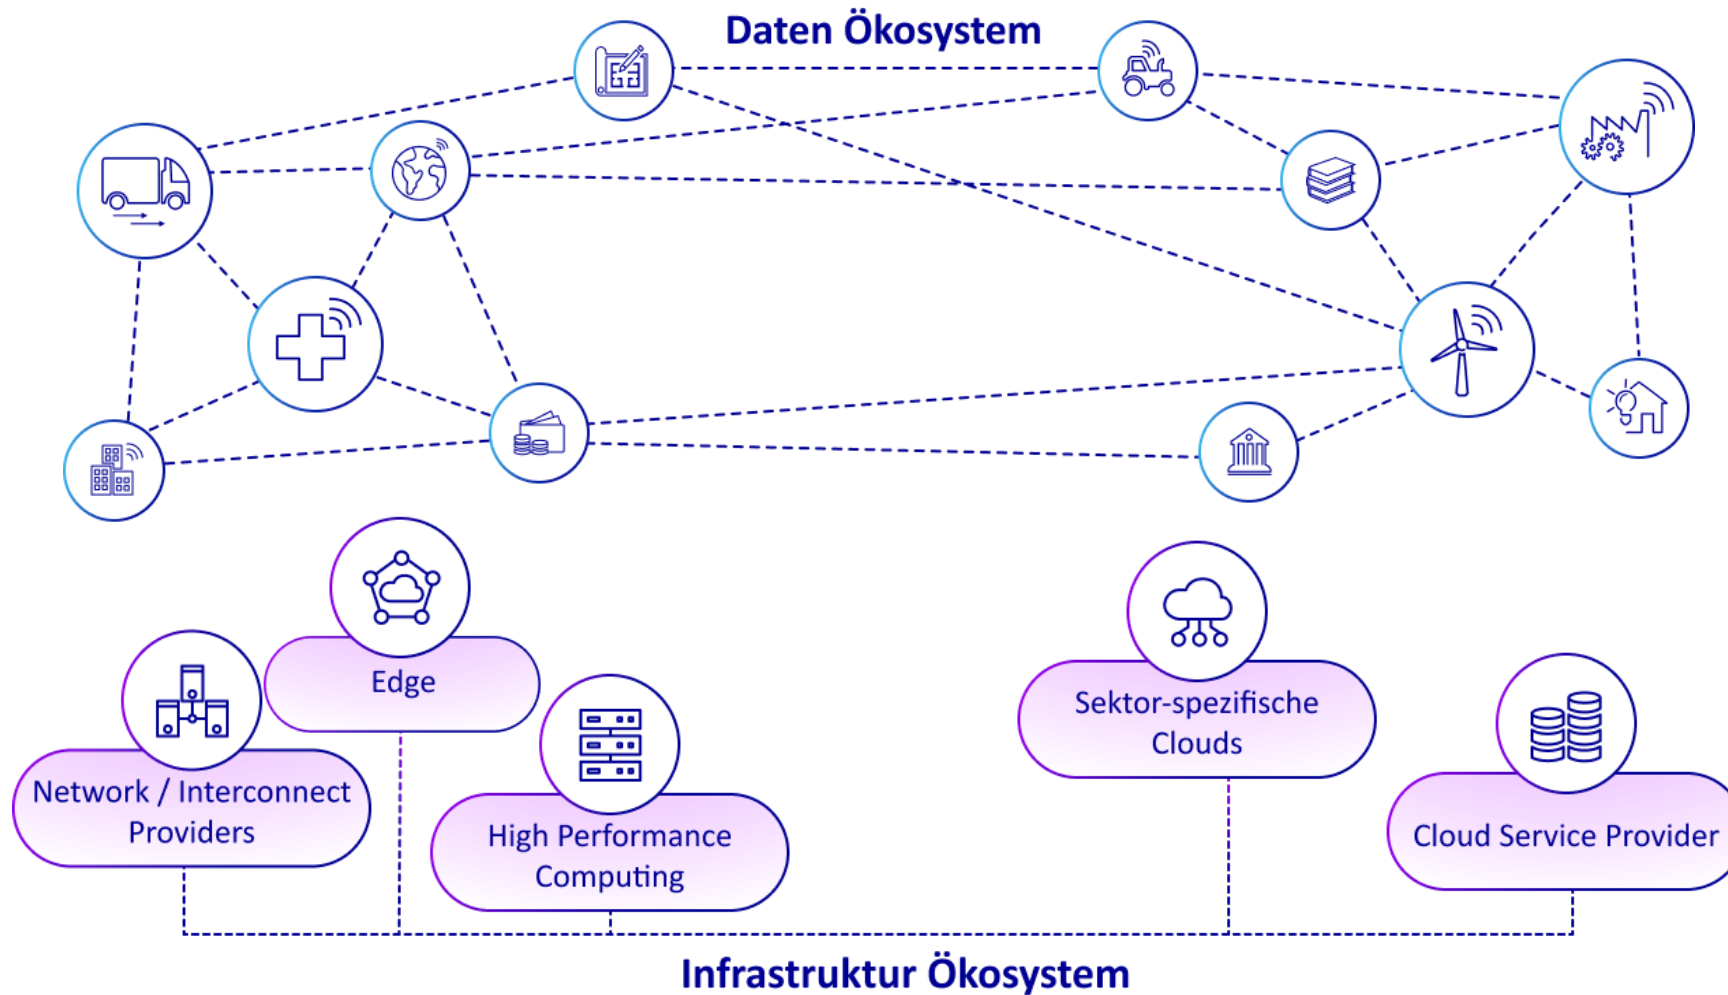 Daten Ökosystem
Edge
Network / Interconnect
Providers
High Performance
Computing
Sektor-spezifische
Clouds
Cloud Service Provider
Infrastruktur Ökosystem